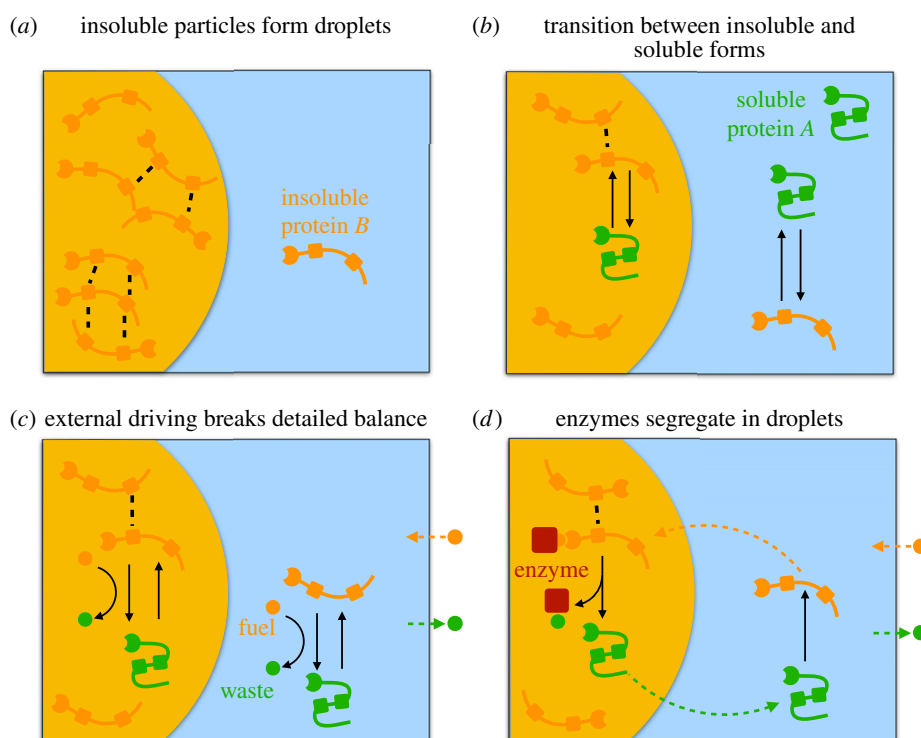 (a) insoluble particles form droplets
insoluble
protein B
(b) transition between insoluble and
soluble forms
soluble
protein A
(c) external driving breaks detailed balance
fuel
waste
(d) enzymes segregate in droplets
enzyme